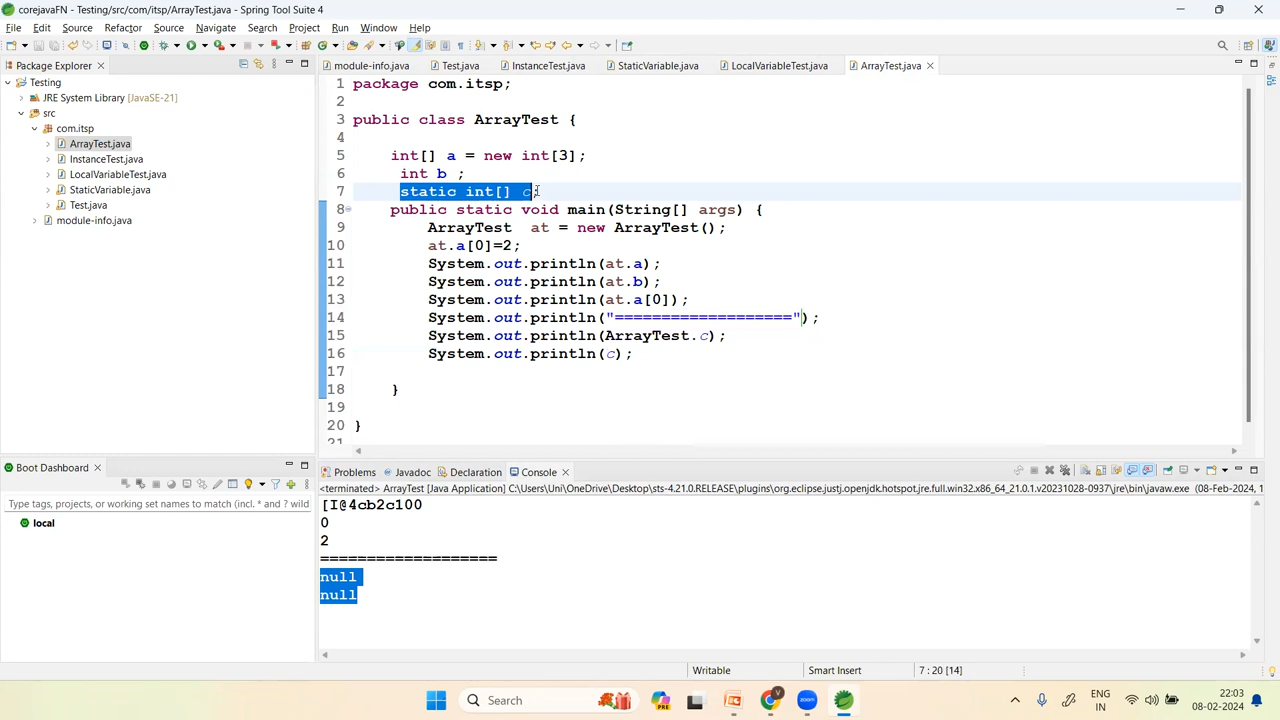 corejavaFN - Testing/src/com/itsp/ArrayTest.java - Spring Tool Suite 4
File Edit Source Refactor Source Navigate Search Project Run Window Help
Package Explorer
Testing
JRE System Library [JavaSE-21]
src
com.itsp
ArrayTest.java
InstanceTest.java
LocalVariableTest.java
StaticVariable.java
Test.java
module-info.java
module-info.java Test.java InstanceTest.java StaticVariable.java LocalVariableTest.java ArrayTest.java
1 package com.itsp;
2
3 public class ArrayTest {
4
5 int[] a = new int[3];
6 int b ;
7 static int[] c;
8 public static void main(String[] args) {
9 ArrayTest at = new ArrayTest();
10 at.a[0]=2;
11 System.out.println(at.a);
12 System.out.println(at.b);
13 System.out.println(at.a[0]);
14 System.out.println("===================");
15 System.out.println(ArrayTest.c);
16 System.out.println(c);
17
18 }
19
20 }
21
Boot Dashboard
Type tags, projects, or working set names to match (incl. * and ? wild
local
Problems Javadoc Declaration Console
<terminated> ArrayTest [Java Application] C:\Users\Uni\OneDrive\Desktop\sts-4.21.0.RELEASE\plugins\org.eclipse.justj.openjdk.hotspot.jre.full.win32.x86_64_21.0.1.v20231028-0937\jre\bin\javaw.exe (08-Feb-2024, 1
[I@4cb2c100
0
2
===================
null
null
Writable Smart Insert 7 : 20 [14]
Search
PRE
V
zoom
ENG
IN
22:03
08-02-2024